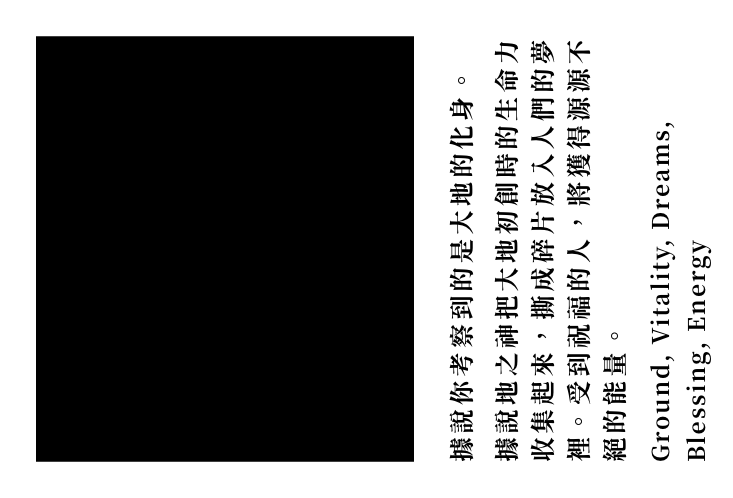 據說你考察到的是大地的化身。
據說地之神把大地初創時的生命力
收集起來，撕成碎片放入人們的夢
裡。受到祝福的人，將獲得源源不
絕的能量。
Ground, Vitality, Dreams,
Blessing, Energy